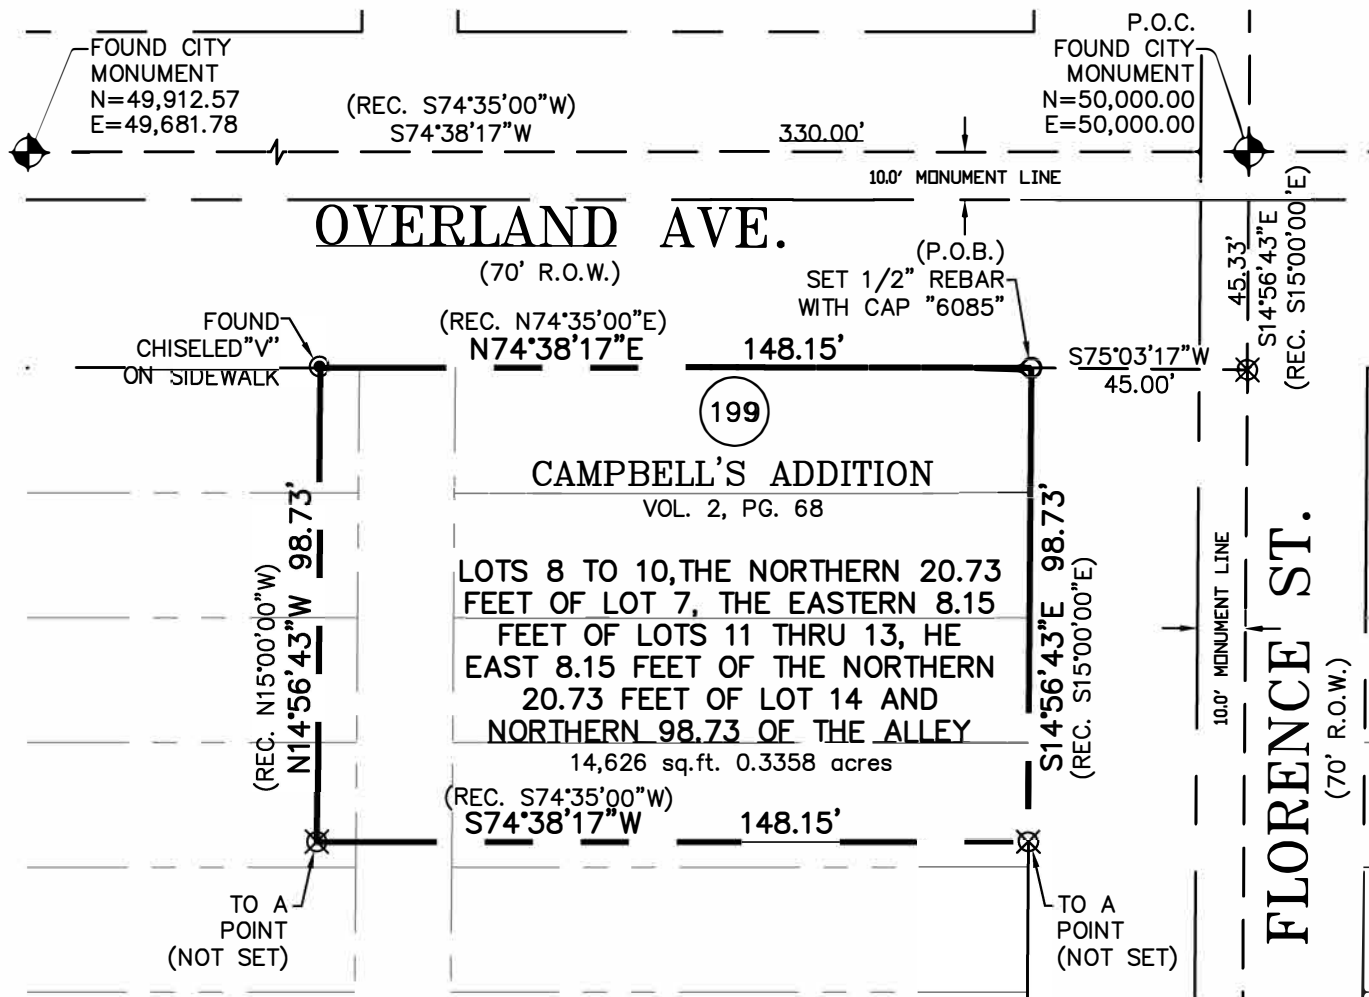 FOUND CITY
MONUMENT
N=49,912.57
E=49,681.78
(REC. S74°35'00"W)
S74°38'17"W
330.00'
P.O.C.
FOUND CITY
MONUMENT
N=50,000.00
E=50,000.00
10.0' MONUMENT LINE
OVERLAND AVE.
(70' R.O.W.)
(P.O.B.)
SET 1/2" REBAR
WITH CAP "6085"
45.33'
S14°56'43"E
(REC. S15°00'00"E)
FOUND
CHISELED"V"
ON SIDEWALK
(REC. N74°35'00"E)
N74°38'17"E
148.15'
S75°03'17"W
45.00'
199
CAMPBELL'S ADDITION
VOL. 2, PG. 68
LOTS 8 TO 10,THE NORTHERN 20.73
FEET OF LOT 7, THE EASTERN 8.15
FEET OF LOTS 11 THRU 13, HE
EAST 8.15 FEET OF THE NORTHERN
20.73 FEET OF LOT 14 AND
NORTHERN 98.73 OF THE ALLEY
14,626 sq.ft. 0.3358 acres
(REC. N15°00'00"W)
N14°56'43"W 98.73'
S14°56'43"E 98.73'
(REC. S15°00'00"E)
10.0' MONUMENT LINE
FLORENCE ST.
(70' R.O.W.)
(REC. S74°35'00"W)
S74°38'17"W
148.15'
TO A
POINT
(NOT SET)
TO A
POINT
(NOT SET)